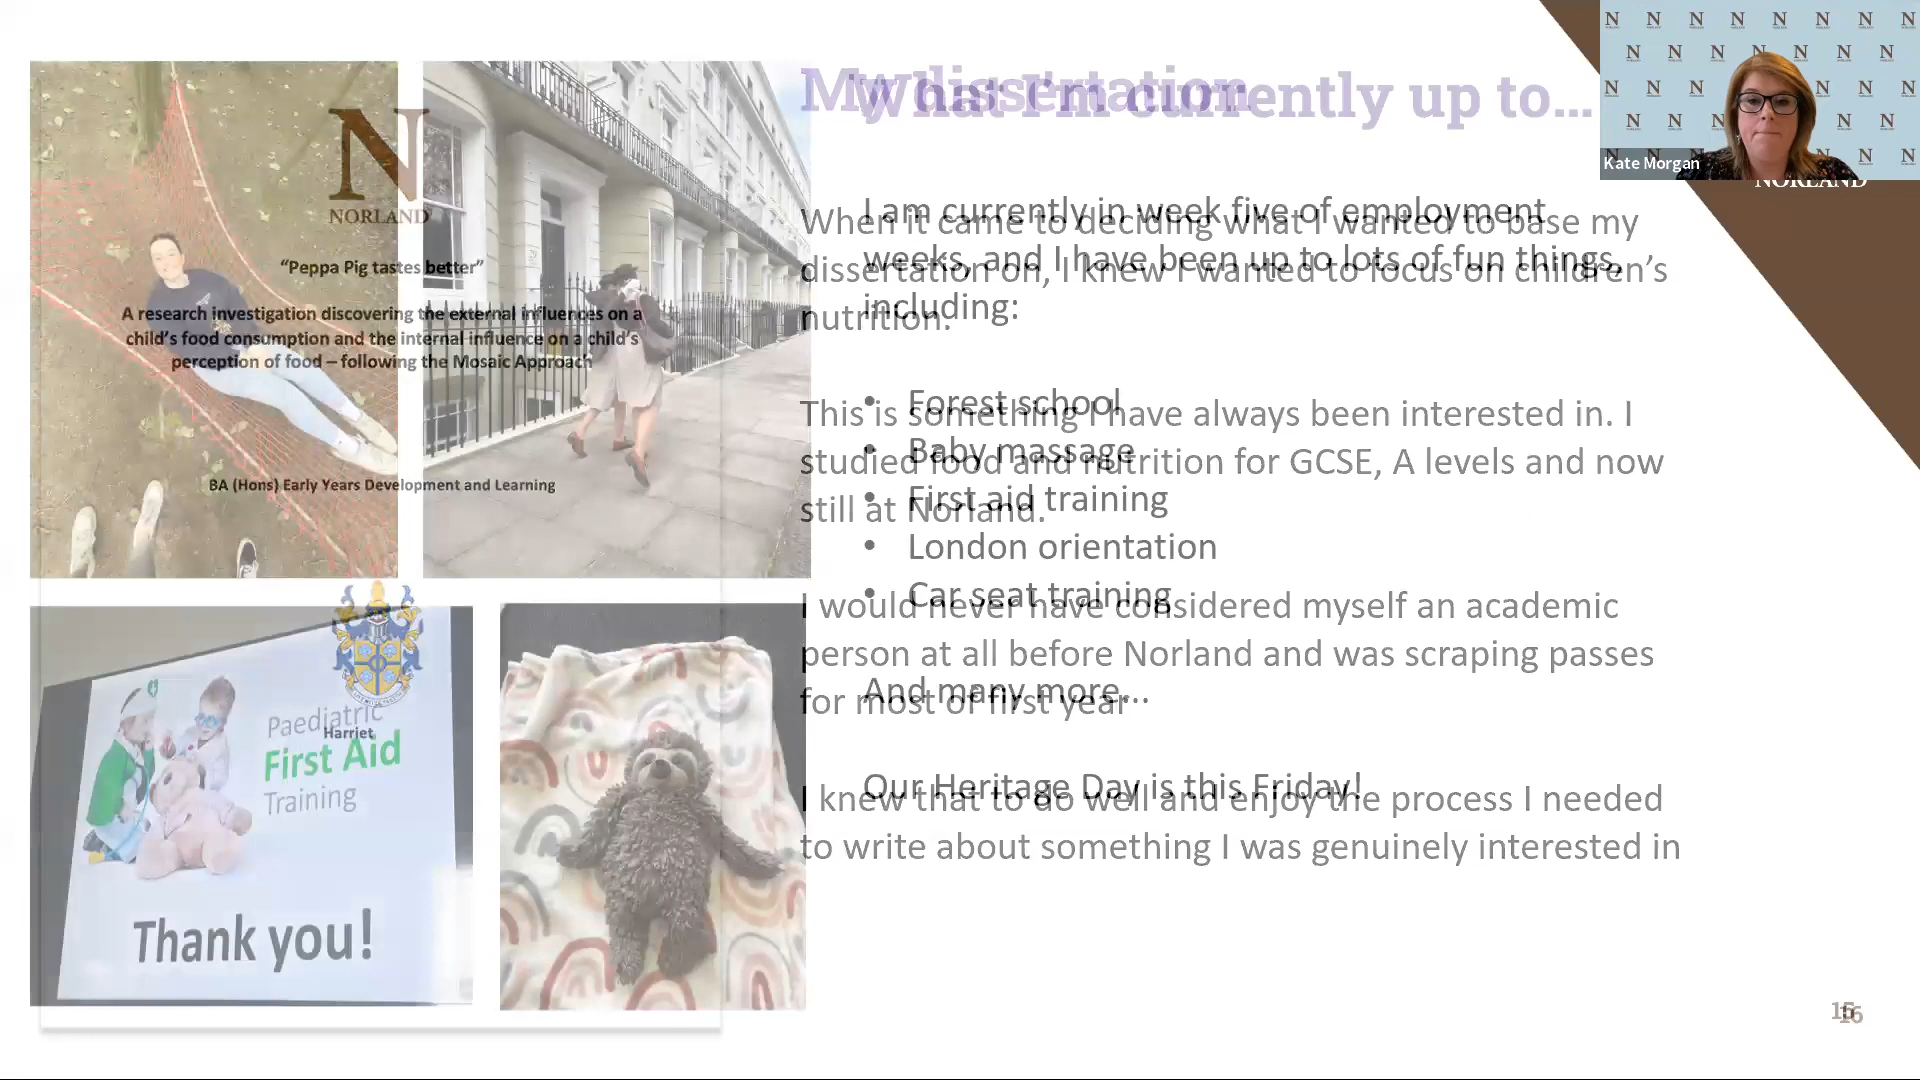 My dissertation
What I'm currently up to...
NORLAND
Kate Morgan
N
NORLAND
“Peppa Pig tastes better”
A research investigation discovering the external influences on a
child’s food consumption and the internal influence on a child’s
perception of food – following the Mosaic Approach
BA (Hons) Early Years Development and Learning
Harriet
Paediatric
First Aid
Training
Thank you!
When it came to deciding what I wanted to base my
dissertation on, I knew I wanted to focus on children’s
nutrition.
This is something I have always been interested in. I
studied food and nutrition for GCSE, A levels and now
still at Norland.
I would never have considered myself an academic
person at all before Norland and was scraping passes
for most of first year
I knew that to do well and enjoy the process I needed
to write about something I was genuinely interested in
I am currently in week five of employment
weeks, and I have been up to lots of fun things,
including:
• Forest school
• Baby massage
• First aid training
• London orientation
• Car seat training
And many more...
Our Heritage Day is this Friday!
15
16